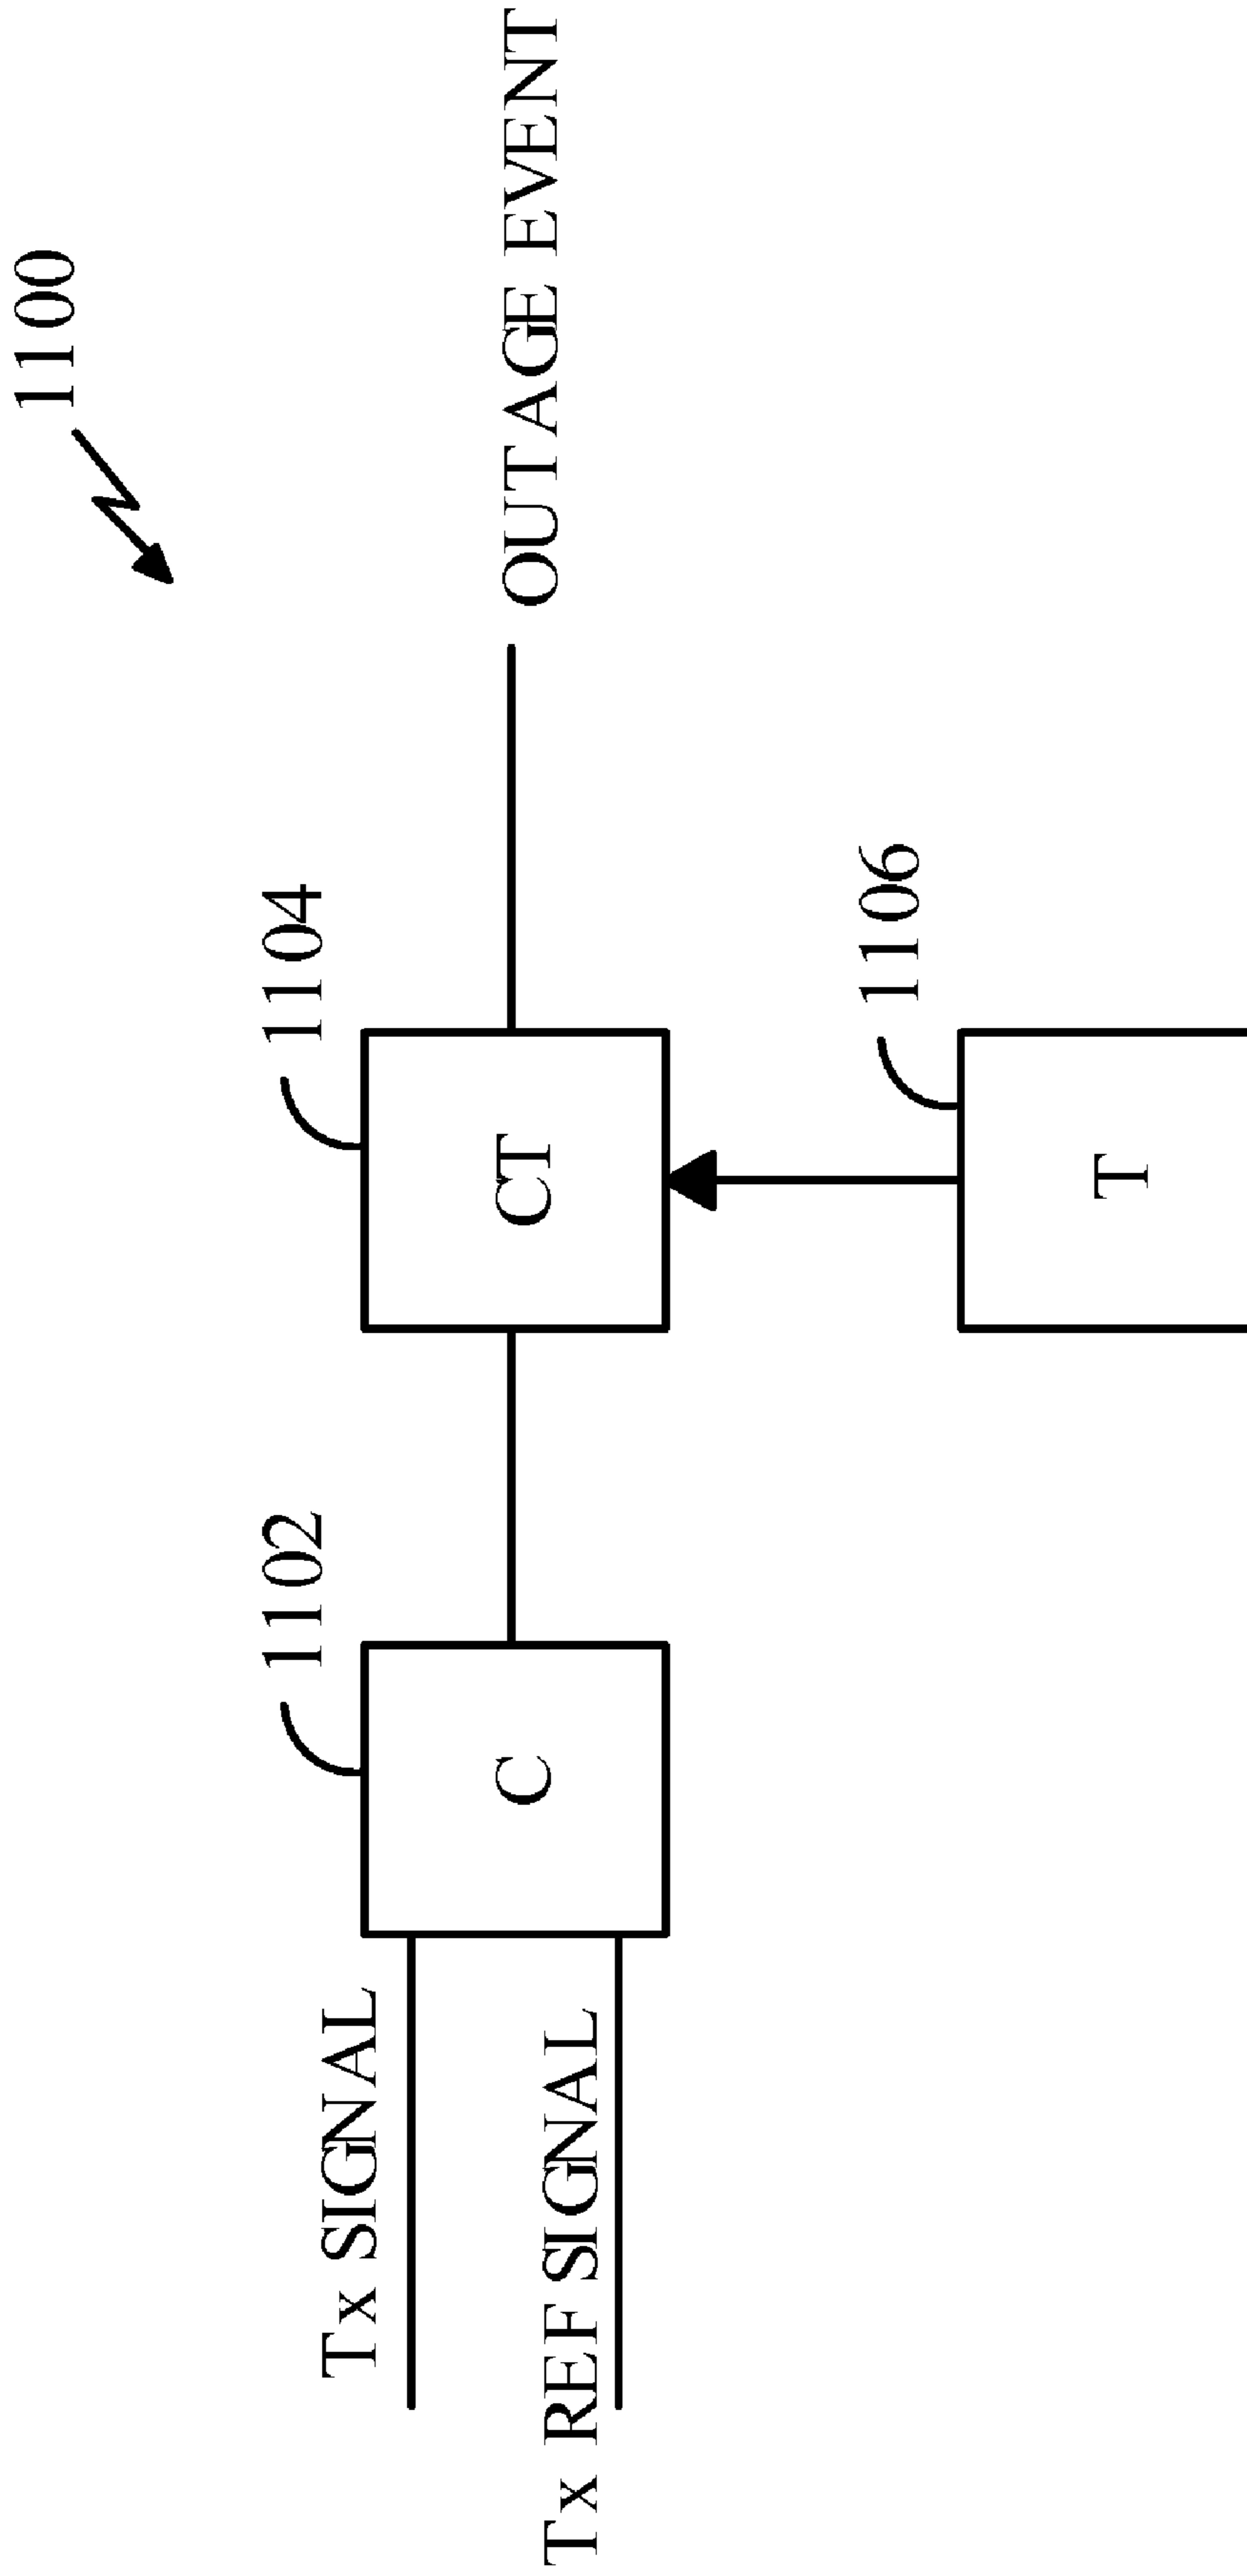 1100
1102
1104
Tx SIGNAL
C
CT
OUTAGE EVENT
Tx REF SIGNAL
1106
T